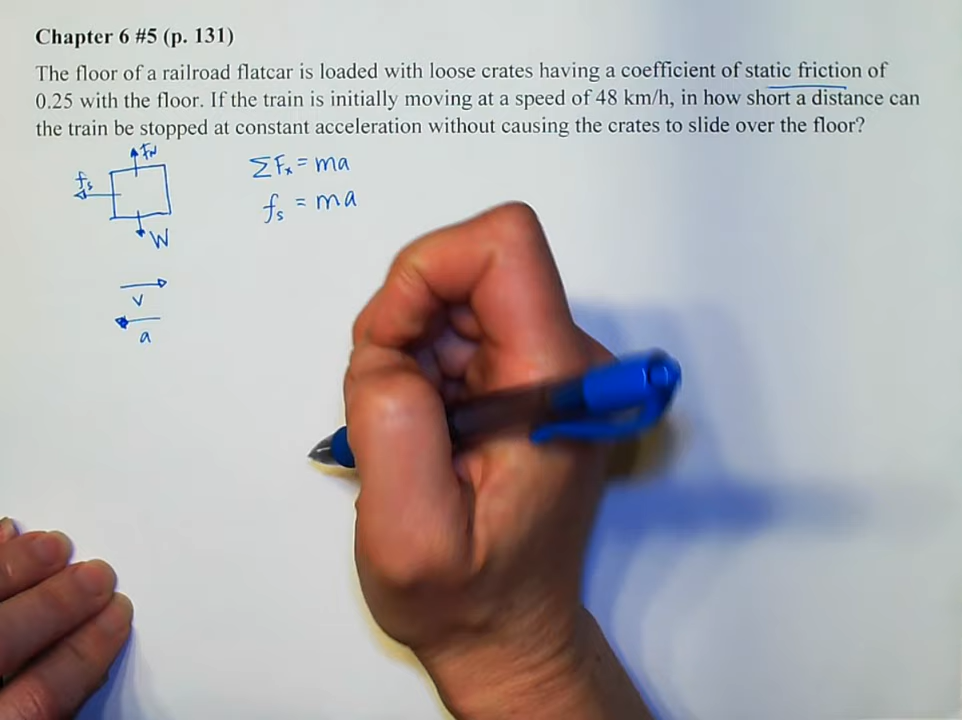 Chapter 6 #5 (p. 131)
The floor of a railroad flatcar is loaded with loose crates having a coefficient of static friction of
0.25 with the floor. If the train is initially moving at a speed of 48 km/h, in how short a distance can
the train be stopped at constant acceleration without causing the crates to slide over the floor?
FN
fs
W
v
a
ΣFx = ma
fs = ma